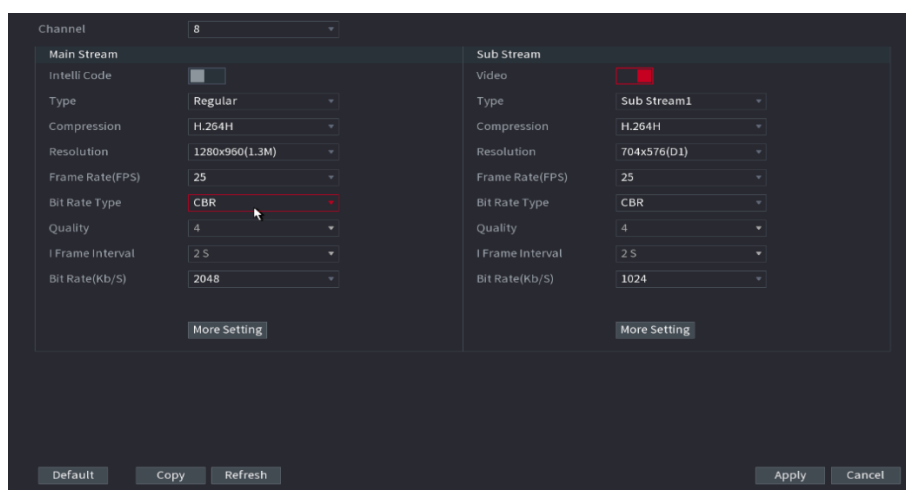 Channel 8
Main Stream Sub Stream
Intelli Code Video
Type Regular Type Sub Stream1
Compression H.264H Compression H.264H
Resolution 1280x960(1.3M) Resolution 704x576(D1)
Frame Rate(FPS) 25 Frame Rate(FPS) 25
Bit Rate Type CBR Bit Rate Type CBR
Quality 4 Quality 4
I Frame Interval 2 S I Frame Interval 2 S
Bit Rate(Kb/S) 2048 Bit Rate(Kb/S) 1024
More Setting More Setting
Default Copy Refresh Apply Cancel